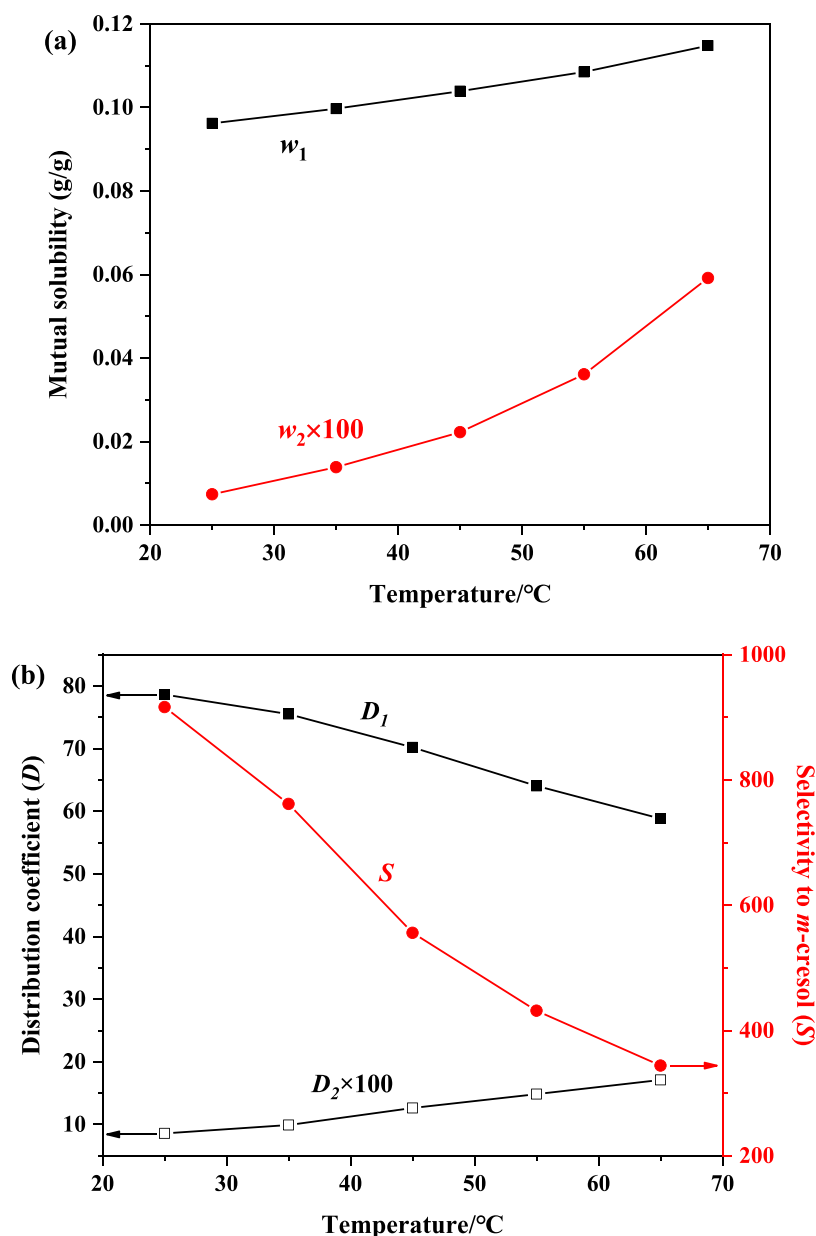 (a)
0.12
0.10
0.08
0.06
0.04
0.02
0.00
Mutual solubility (g/g)
w1
w2×100
20 30 40 50 60 70
Temperature/°C
(b)
80
70
60
50
40
30
20
10
Distribution coefficient (D)
D1
S
D2×100
1000
800
600
400
200
Selectivity to m-cresol (S)
20 30 40 50 60 70
Temperature/°C